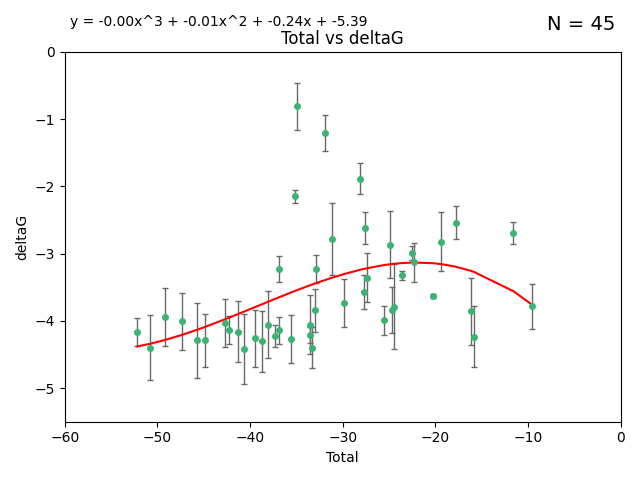 y = -0.00x^3 + -0.01x^2 + -0.24x + -5.39
N = 45
Total vs deltaG
deltaG
0
−1
−2
−3
−4
−5
−60
−50
−40
−30
−20
−10
0
Total